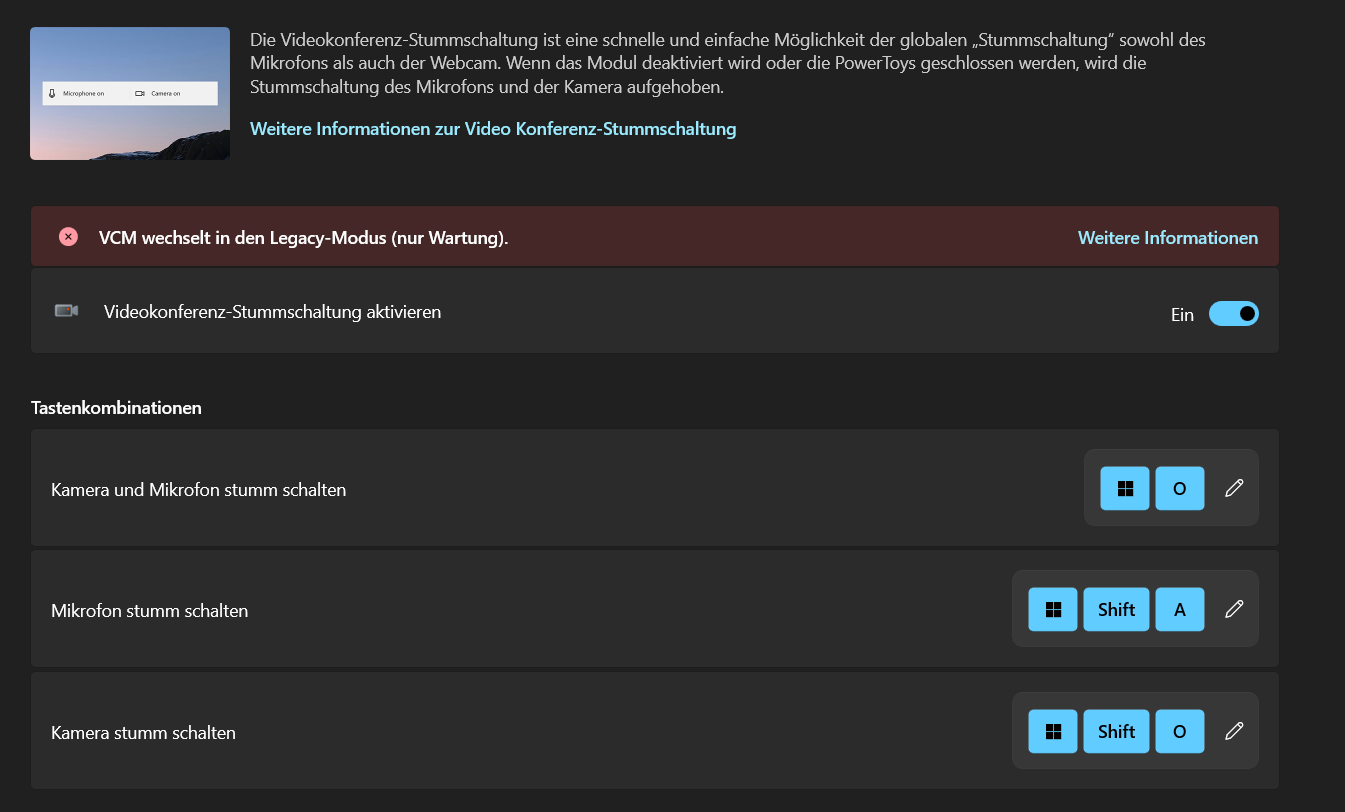 Die Videokonferenz-Stummschaltung ist eine schnelle und einfache Möglichkeit der globalen „Stummschaltung“ sowohl des
Mikrofons als auch der Webcam. Wenn das Modul deaktiviert wird oder die PowerToys geschlossen werden, wird die
Stummschaltung des Mikrofons und der Kamera aufgehoben.
Microphone on Camera on
Weitere Informationen zur Video Konferenz-Stummschaltung
VCM wechselt in den Legacy-Modus (nur Wartung). Weitere Informationen
Videokonferenz-Stummschaltung aktivieren Ein
Tastenkombinationen
Kamera und Mikrofon stumm schalten O
Mikrofon stumm schalten Shift A
Kamera stumm schalten Shift O